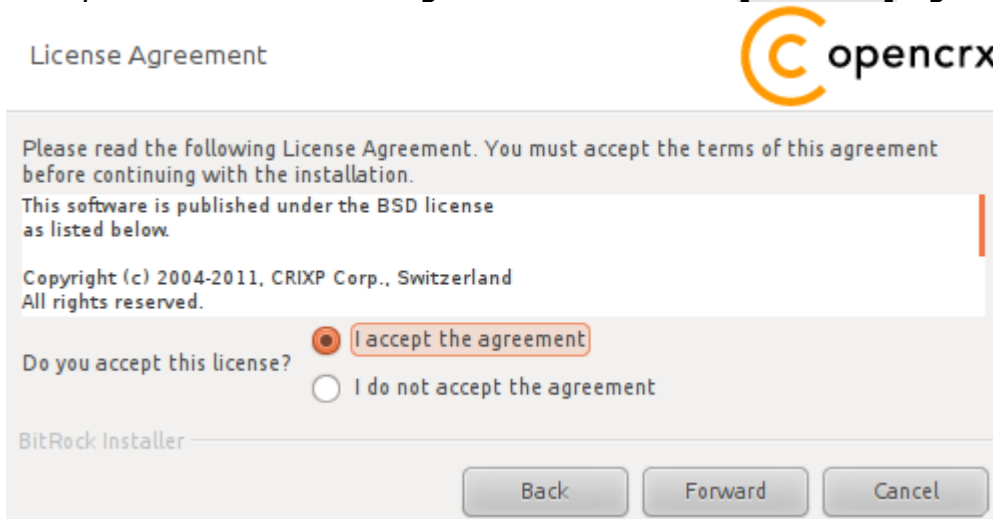 License Agreement
opencrx
Please read the following License Agreement. You must accept the terms of this agreement
before continuing with the installation.
This software is published under the BSD license
as listed below.
Copyright (c) 2004-2011, CRIXP Corp., Switzerland
All rights reserved.
I accept the agreement
Do you accept this license?
I do not accept the agreement
BitRock Installer
Back
Forward
Cancel